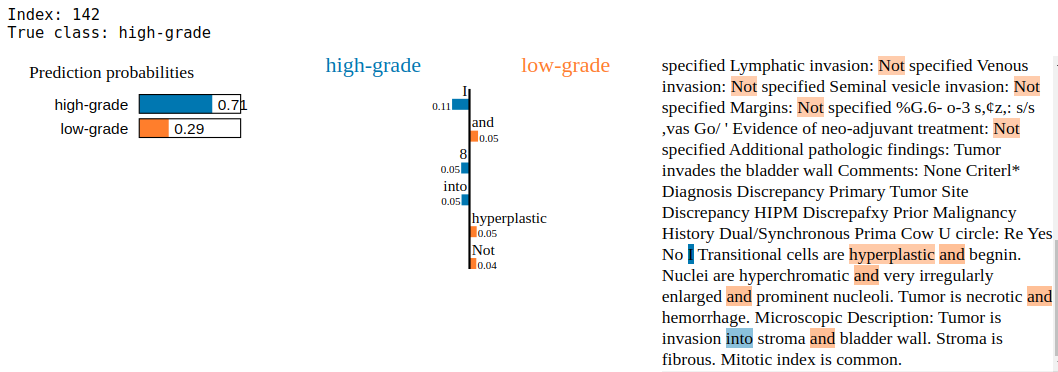 Index: 142
True class: high-grade
Prediction probabilities
high-grade 0.71
low-grade 0.29
high-grade low-grade
I
0.11
and
0.05
8
0.05
into
0.05
hyperplastic
0.05
Not
0.04
specified Lymphatic invasion: Not specified Venous
invasion: Not specified Seminal vesicle invasion: Not
specified Margins: Not specified %G.6- o-3 s,¢z,: s/s
,vas Go/ ' Evidence of neo-adjuvant treatment: Not
specified Additional pathologic findings: Tumor
invades the bladder wall Comments: None Criterl*
Diagnosis Discrepancy Primary Tumor Site
Discrepancy HIPM Discrepafxy Prior Malignancy
History Dual/Synchronous Prima Cow U circle: Re Yes
No I Transitional cells are hyperplastic and begnin.
Nuclei are hyperchromatic and very irregularly
enlarged and prominent nucleoli. Tumor is necrotic and
hemorrhage. Microscopic Description: Tumor is
invasion into stroma and bladder wall. Stroma is
fibrous. Mitotic index is common.